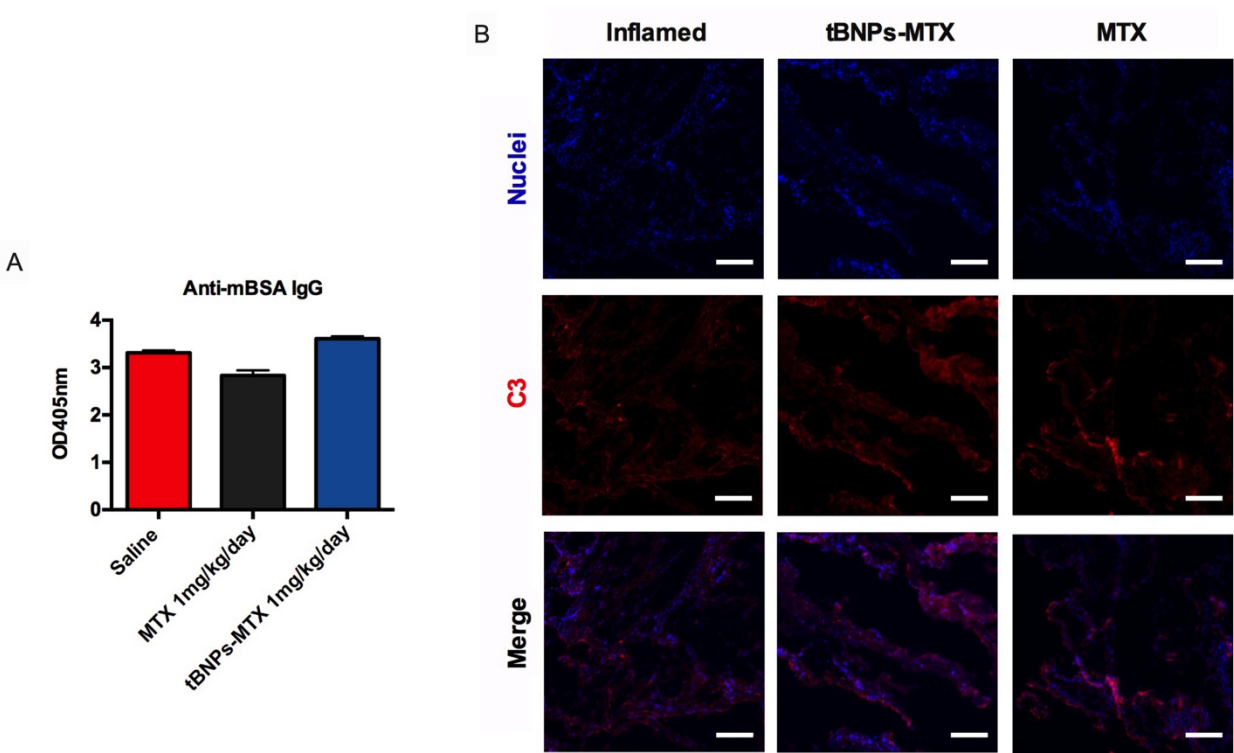 A
Anti-mBSA IgG
OD405nm
4
3
2
1
0
Saline
MTX 1mg/kg/day
tBNPs-MTX 1mg/kg/day
B
Inflamed tBNPs-MTX MTX
Nuclei
C3
Merge